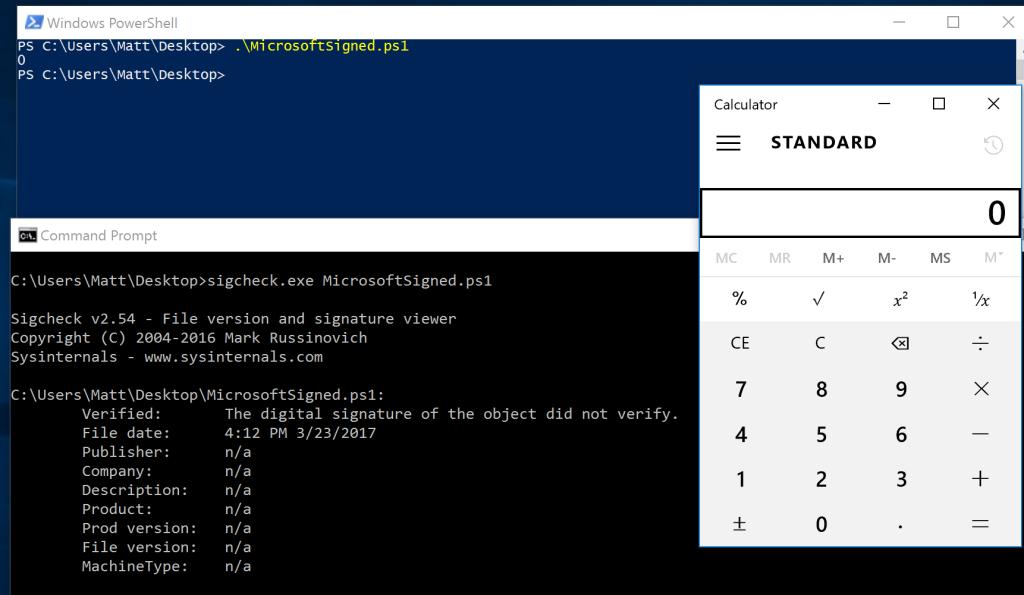 Windows PowerShell
PS C:\Users\Matt\Desktop> .\MicrosoftSigned.ps1
0
PS C:\Users\Matt\Desktop>
Calculator
STANDARD
0
MC MR M+ M- MS M˅
% √ x² ¹/x
CE C ÷
7 8 9 ×
4 5 6 −
1 2 3 +
± 0 . =
Command Prompt
C:\Users\Matt\Desktop>sigcheck.exe MicrosoftSigned.ps1
Sigcheck v2.54 - File version and signature viewer
Copyright (C) 2004-2016 Mark Russinovich
Sysinternals - www.sysinternals.com
C:\Users\Matt\Desktop\MicrosoftSigned.ps1:
Verified: The digital signature of the object did not verify.
File date: 4:12 PM 3/23/2017
Publisher: n/a
Company: n/a
Description: n/a
Product: n/a
Prod version: n/a
File version: n/a
MachineType: n/a